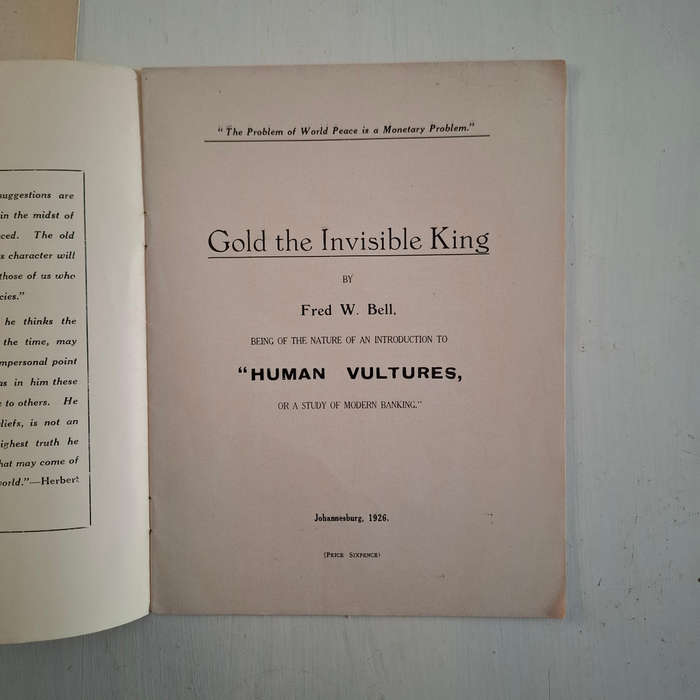 suggestions are
in the midst of
ced. The old
s character will
those of us who
cies."
he thinks the
the time, may
mpersonal point
as in him these
to others. He
liefs, is not an
ighest truth he
hat may come of
world."—Herbert
"The Problem of World Peace is a Monetary Problem."
Gold the Invisible King
BY
Fred W. Bell,
BEING OF THE NATURE OF AN INTRODUCTION TO
"HUMAN VULTURES,
OR A STUDY OF MODERN BANKING."
Johannesburg, 1926.
(PRICE SIXPENCE)